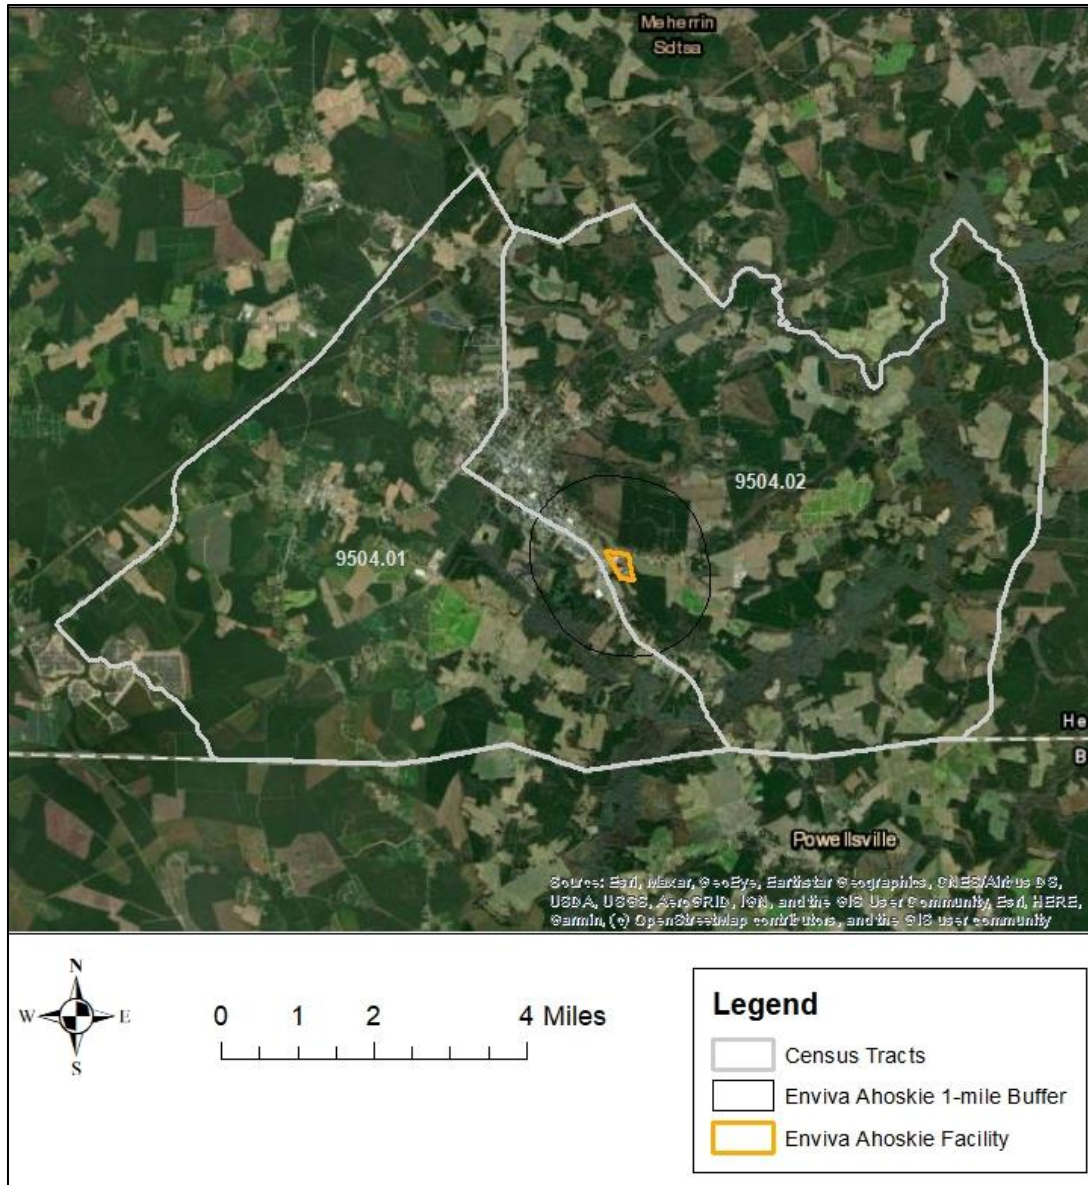 Meherrin
Sdtsa
9504.02
9504.01
He
B
Powellsville
Source: Esri, Maxar, GeoEye, Earthstar Geographics, CNES/Airbus DS,
USDA, USGS, AeroGRID, IGN, and the GIS User Community, Esri, HERE,
Garmin, (c) OpenStreetMap contributors, and the GIS user community
N
W E
S
0 1 2 4 Miles
Legend
Census Tracts
Enviva Ahoskie 1-mile Buffer
Enviva Ahoskie Facility